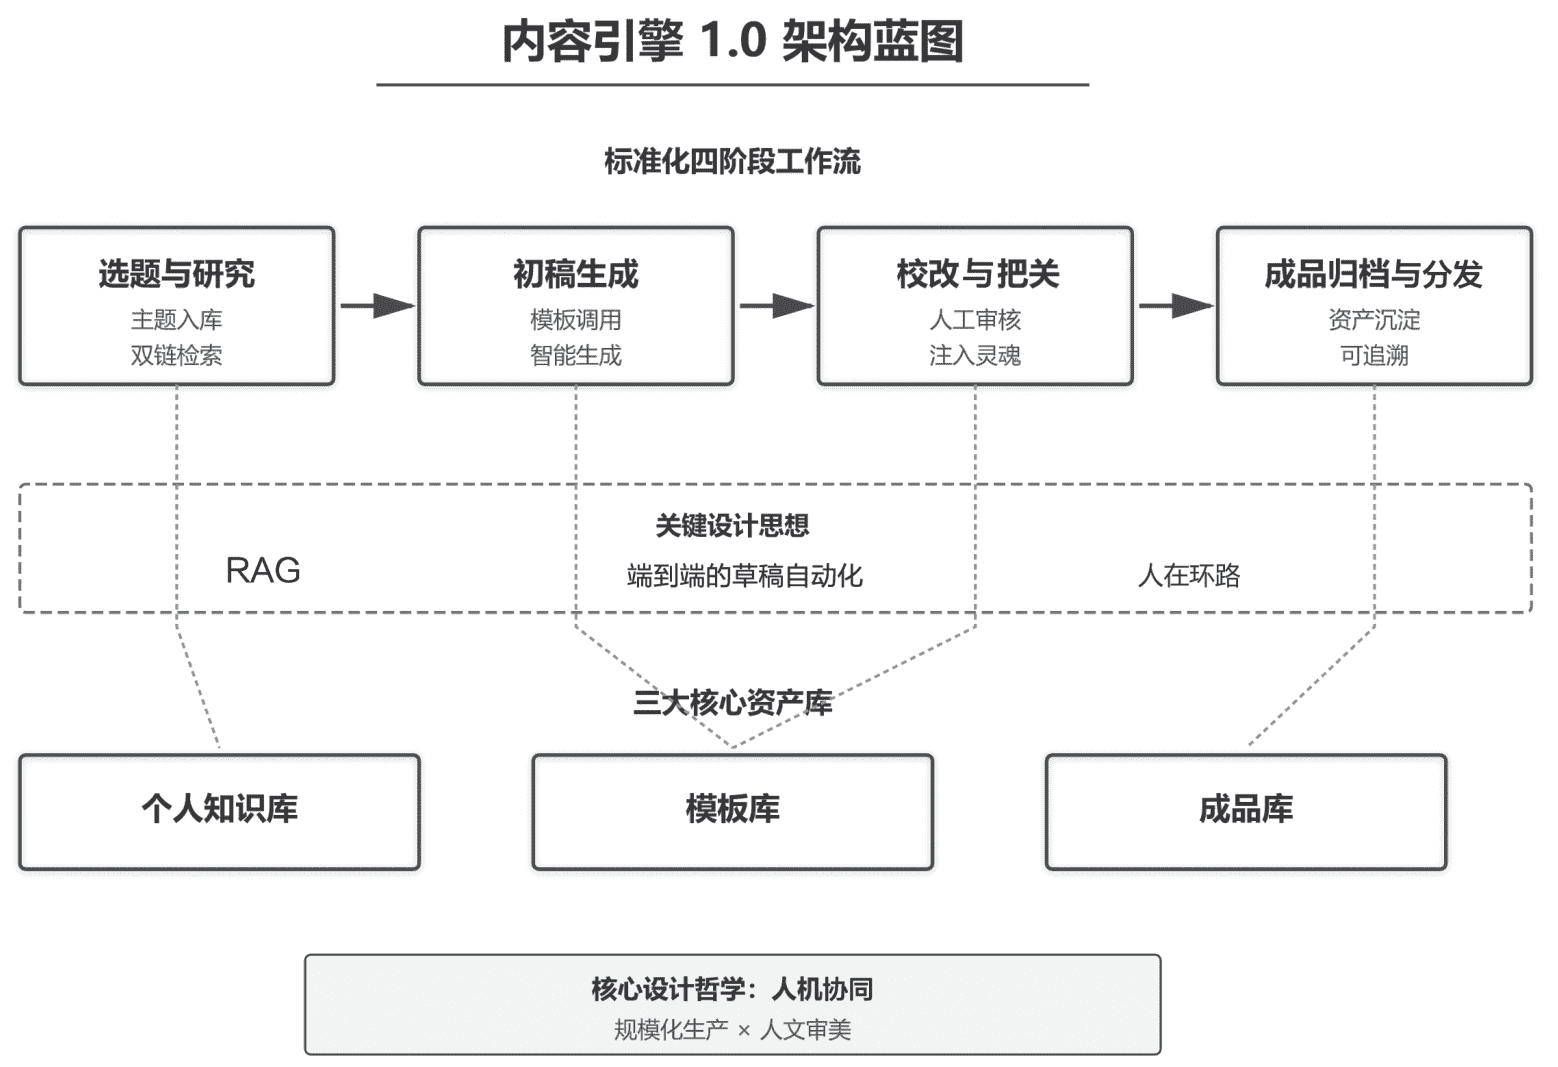 内容引擎 1.0 架构蓝图
标准化四阶段工作流
选题与研究
主题入库
双链检索
初稿生成
模板调用
智能生成
校改与把关
人工审核
注入灵魂
成品归档与分发
资产沉淀
可追溯
关键设计思想
RAG
端到端的草稿自动化
人在环路
三大核心资产库
个人知识库
模板库
成品库
核心设计哲学：人机协同
规模化生产 × 人文审美